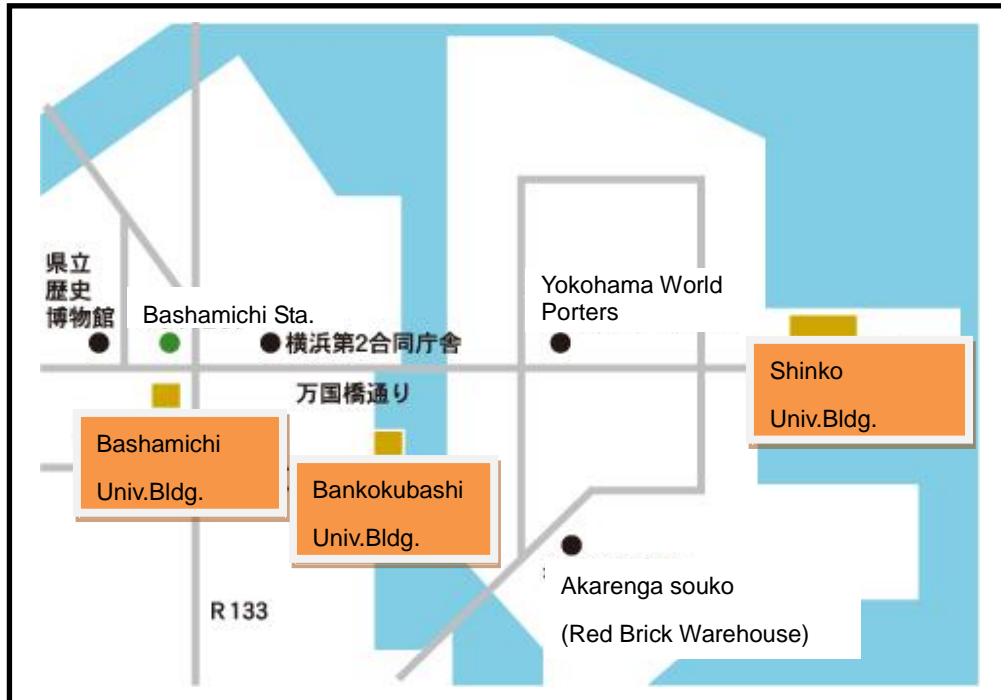 県立
歴史
博物館
Bashamichi Sta.
横浜第2合同庁舎
Yokohama World
Porters
万国橋通り
Shinko
Univ.Bldg.
Bashamichi
Univ.Bldg.
Bankokubashi
Univ.Bldg.
R133
Akarenga souko
(Red Brick Warehouse)